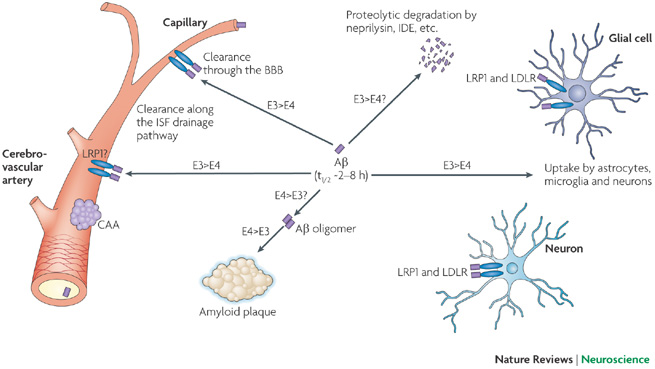 Capillary
Proteolytic degradation by
neprilysin, IDE, etc.
Glial cell
Clearance
through the BBB
LRP1 and LDLR
Clearance along
the ISF drainage
pathway
E3>E4
E3>E4?
Cerebro-
vascular
artery
LRP1?
E3>E4
Aβ
(t1/2 ~2–8 h)
E3>E4
Uptake by astrocytes,
microglia and neurons
CAA
E4>E3?
Aβ oligomer
E4>E3
Amyloid plaque
Neuron
LRP1 and LDLR
Nature Reviews | Neuroscience